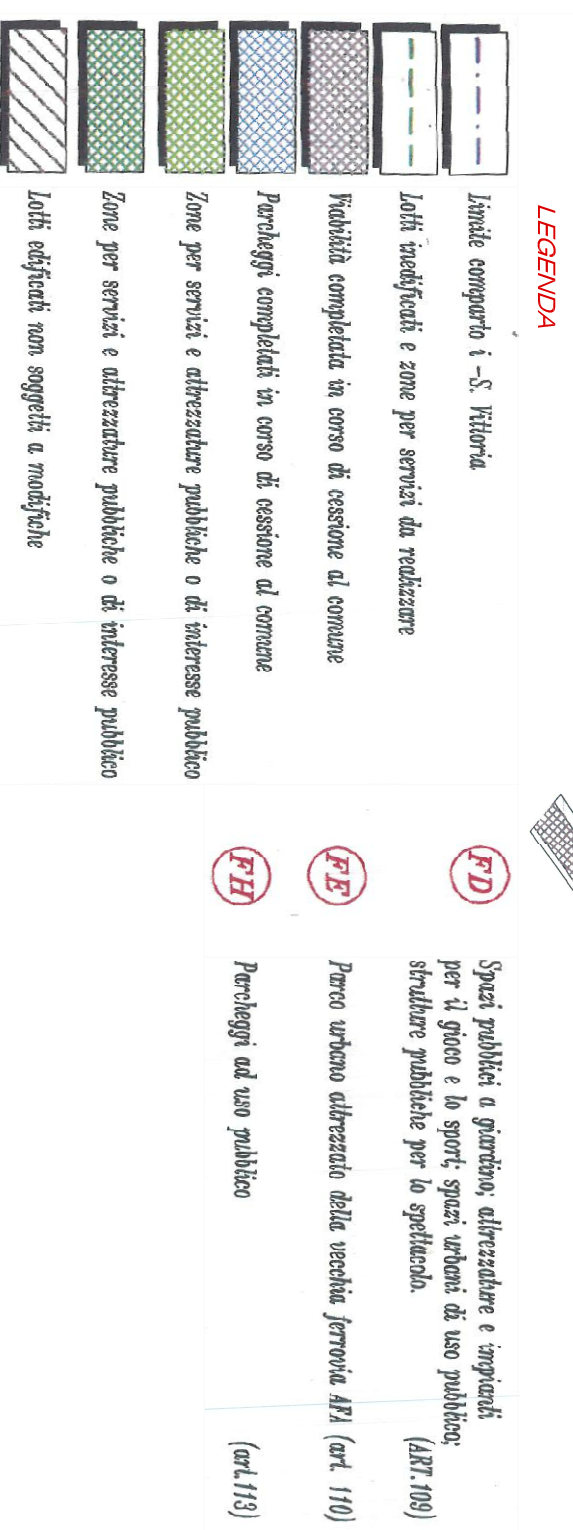 LEGENDA
Limite comparto i -S. Vittoria
Lotti inedificati e zone per servizi da realizzare
Viabilità completata in corso di cessione al comune
Parcheggi completati in corso di cessione al comune
Zone per servizi e attrezzature pubbliche o di interesse pubblico
Zone per servizi e attrezzature pubbliche o di interesse pubblico
Lotti edificati non soggetti a modifiche
FD
Spazi pubblici a giardino; attrezzature e impianti
per il gioco e lo sport; spazi urbani di uso pubblico;
strutture pubbliche per lo spettacolo. (ART.109)
FE
Parco urbano attrezzato della vecchia ferrovia AFA (art. 110)
FH
Parcheggi ad uso pubblico (art.113)